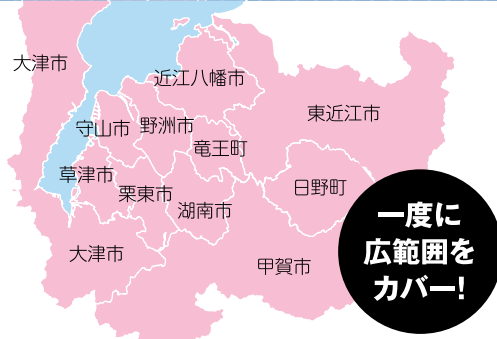 大津市
近江八幡市
東近江市
守山市
野洲市
竜王町
草津市
栗東市
湖南市
日野町
大津市
甲賀市
一度に
広範囲を
カバー!